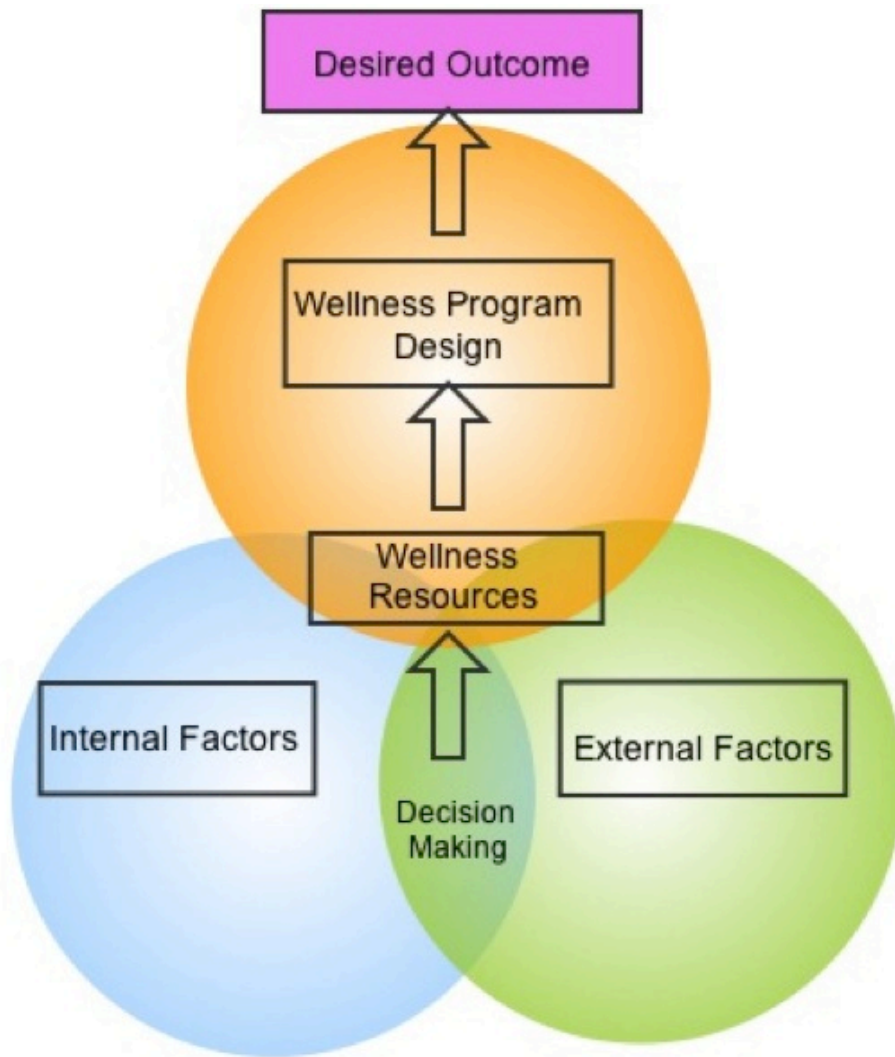 Desired Outcome
Wellness Program
Design
Wellness
Resources
Internal Factors
External Factors
Decision
Making